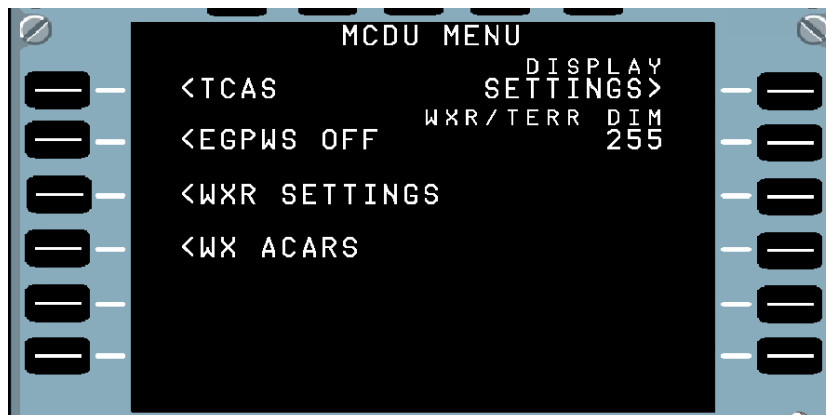 MCDU MENU
DISPLAY
<TCAS SETTINGS>
WXR/TERR DIM
<EGPWS OFF 255
<WXR SETTINGS
<WX ACARS